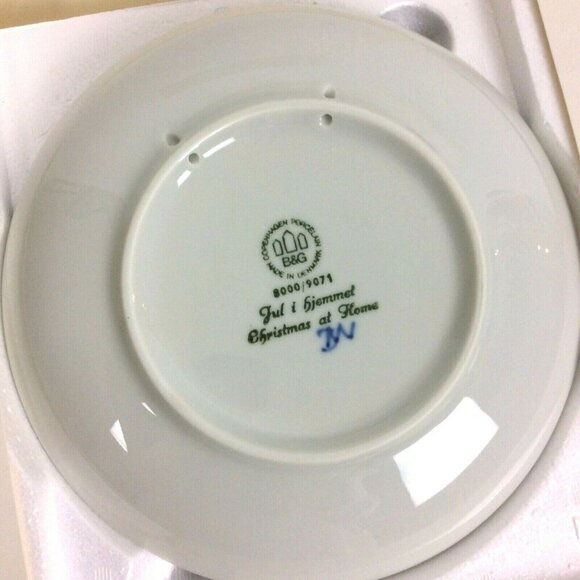 COPENHAGEN PORCELAIN
B&G
MADE IN DENMARK
8000/9071
Jul i hjemmet
Christmas at Home